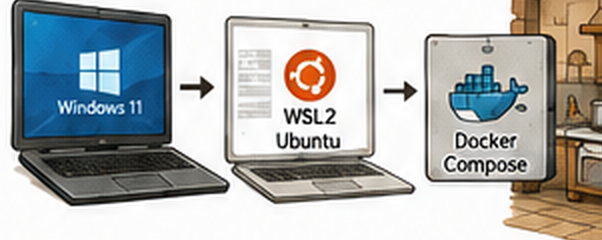 Windows 11
WSL2
Ubuntu
Docker
Compose